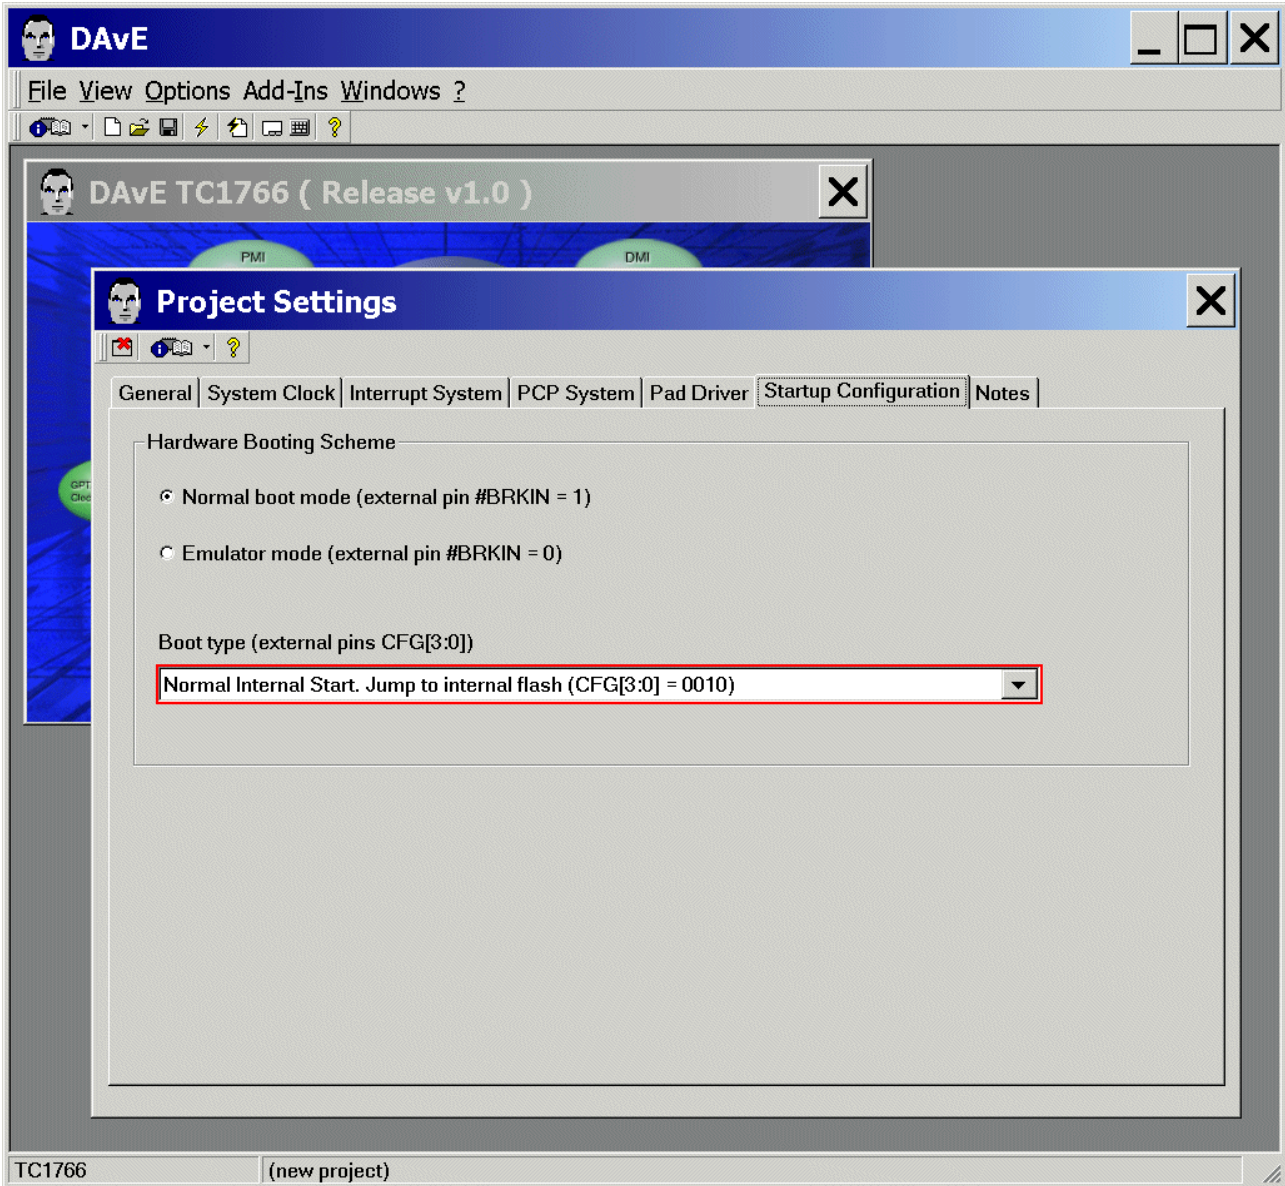 DAvE
File View Options Add-Ins Windows ?
DAvE TC1766 ( Release v1.0 )
PMI
DMI
Project Settings
General System Clock Interrupt System PCP System Pad Driver Startup Configuration Notes
Hardware Booting Scheme
GPT
Normal boot mode (external pin #BRKIN = 1)
Emulator mode (external pin #BRKIN = 0)
Boot type (external pins CFG[3:0])
Normal Internal Start. Jump to internal flash (CFG[3:0] = 0010)
TC1766 (new project)